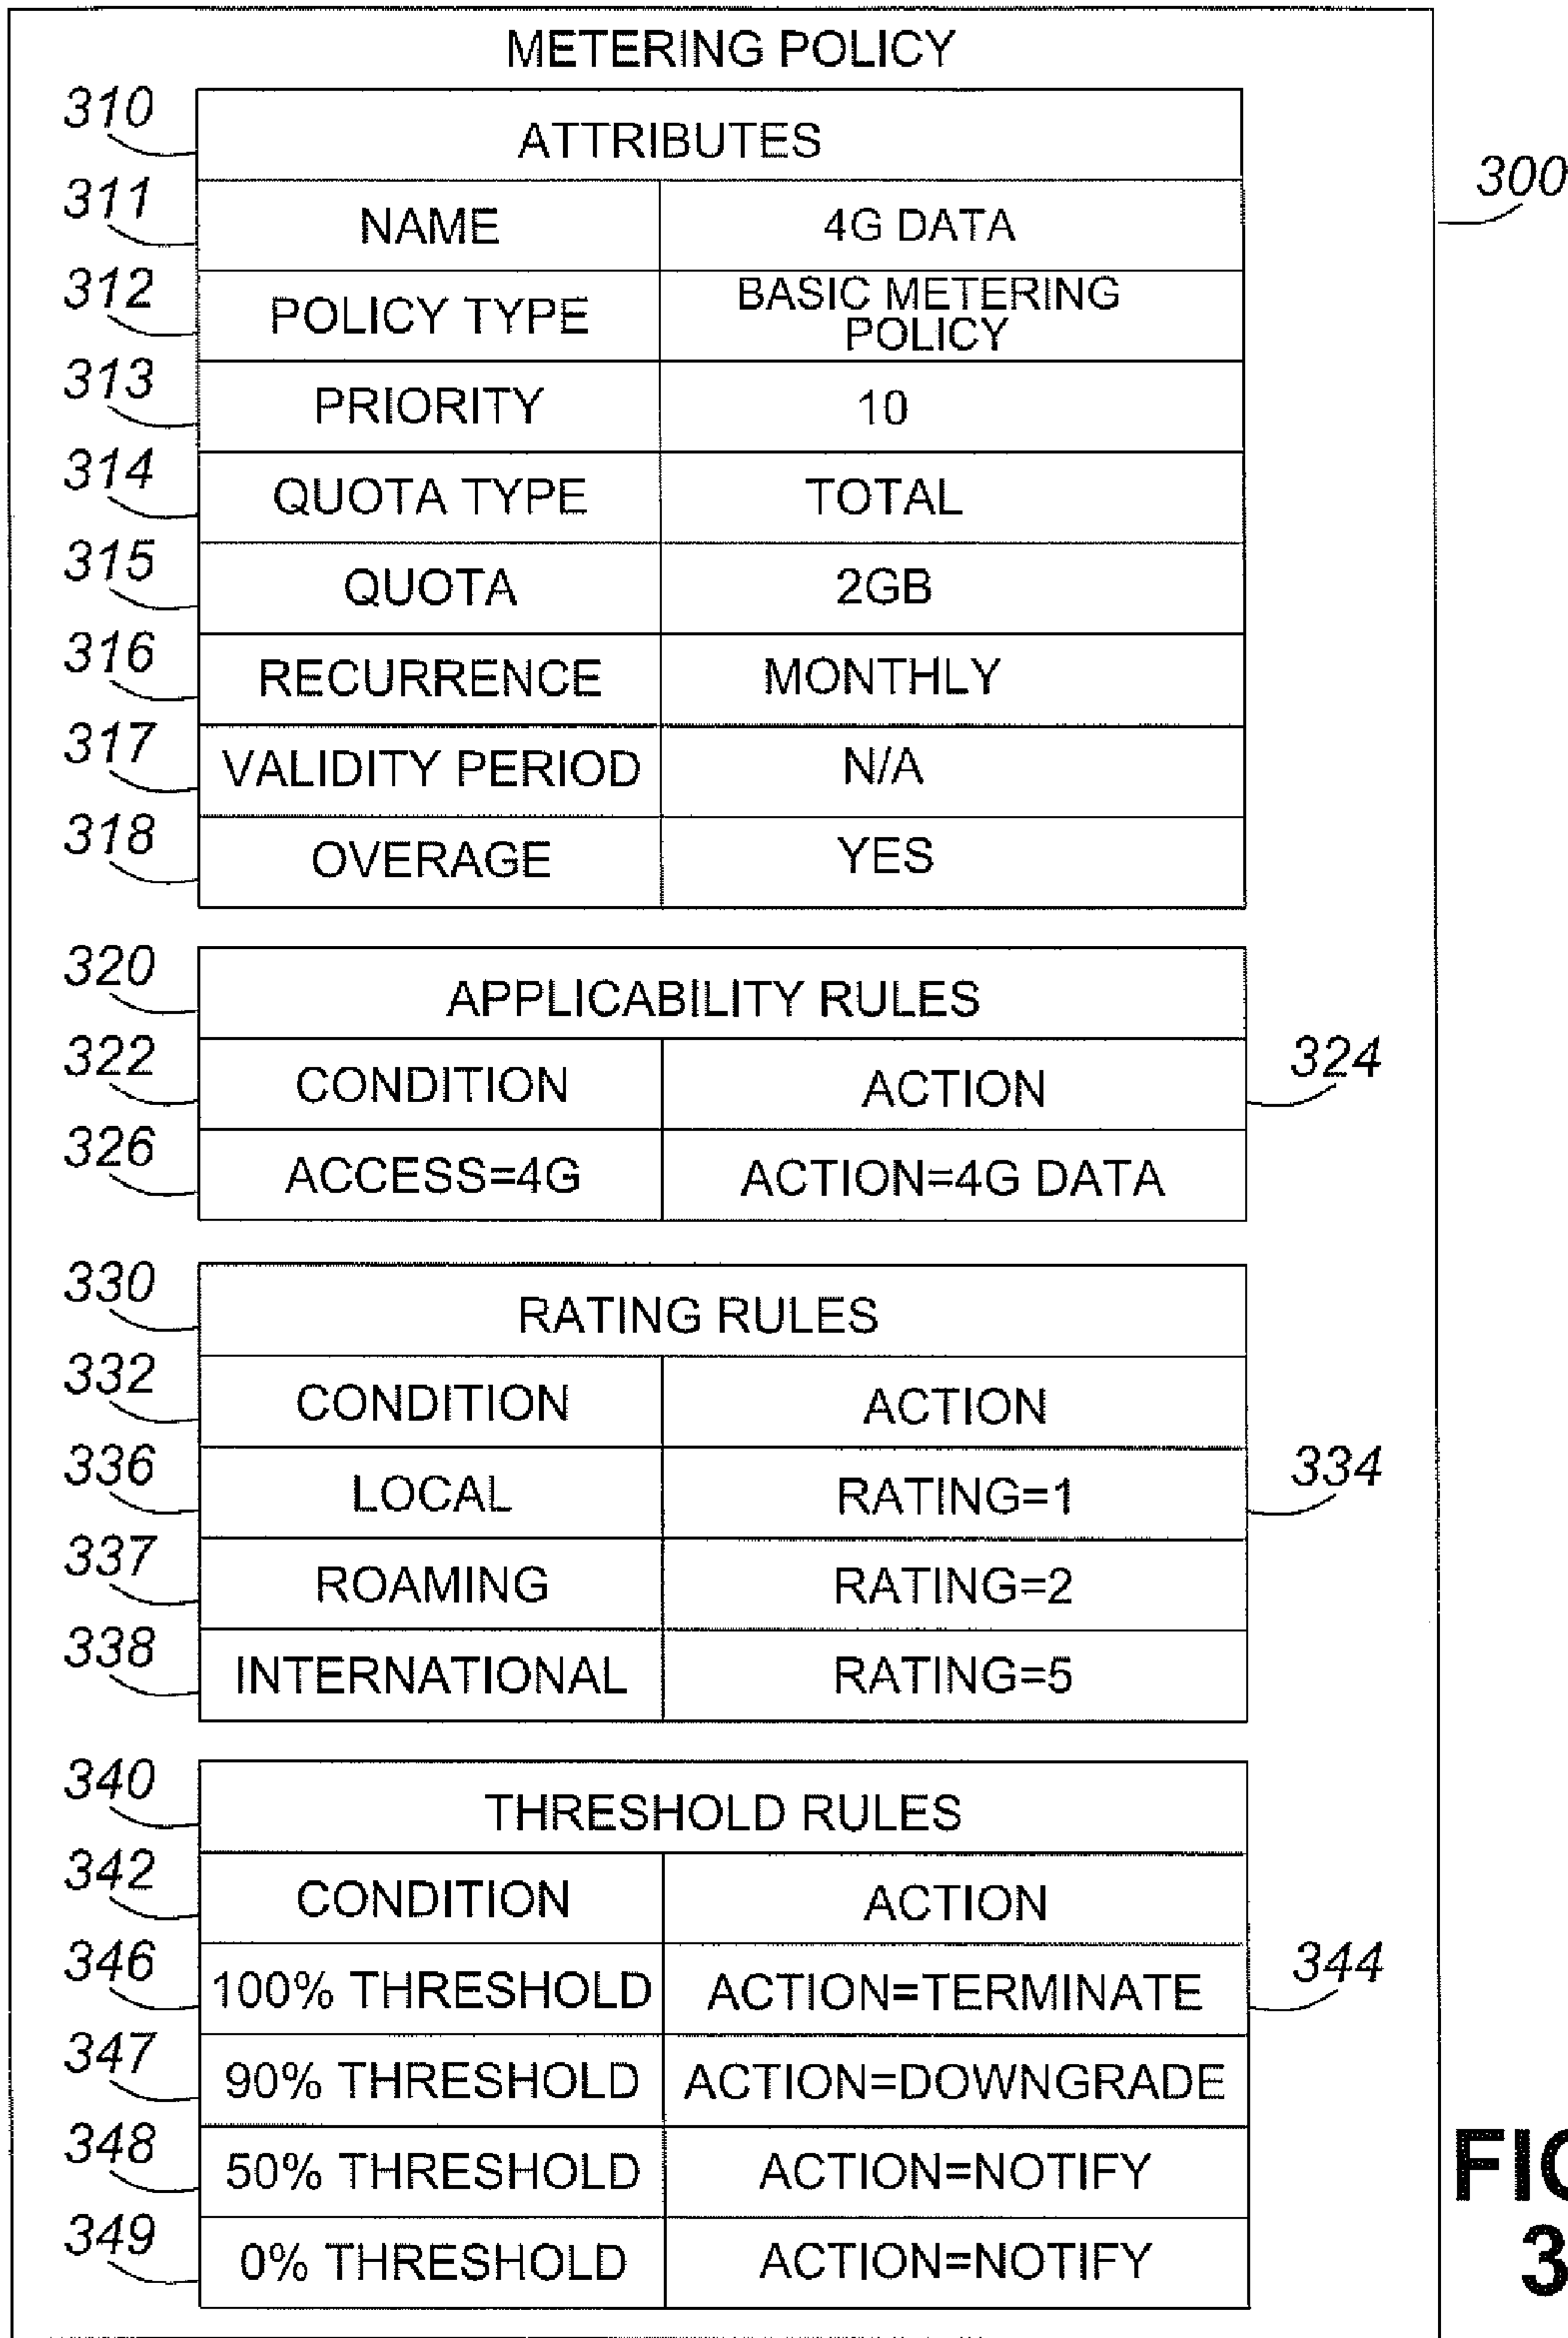 METERING POLICY
310
ATTRIBUTES
300
311
NAME
4G DATA
312
POLICY TYPE
BASIC METERING
POLICY
313
PRIORITY
10
314
QUOTA TYPE
TOTAL
315
QUOTA
2GB
316
RECURRENCE
MONTHLY
317
VALIDITY PERIOD
N/A
318
OVERAGE
YES
320
APPLICABILITY RULES
322
CONDITION
ACTION
324
326
ACCESS=4G
ACTION=4G DATA
330
RATING RULES
332
CONDITION
ACTION
336
LOCAL
RATING=1
334
337
ROAMING
RATING=2
338
INTERNATIONAL
RATING=5
340
THRESHOLD RULES
342
CONDITION
ACTION
346
100% THRESHOLD
ACTION=TERMINATE
344
347
90% THRESHOLD
ACTION=DOWNGRADE
348
50% THRESHOLD
ACTION=NOTIFY
349
0% THRESHOLD
ACTION=NOTIFY